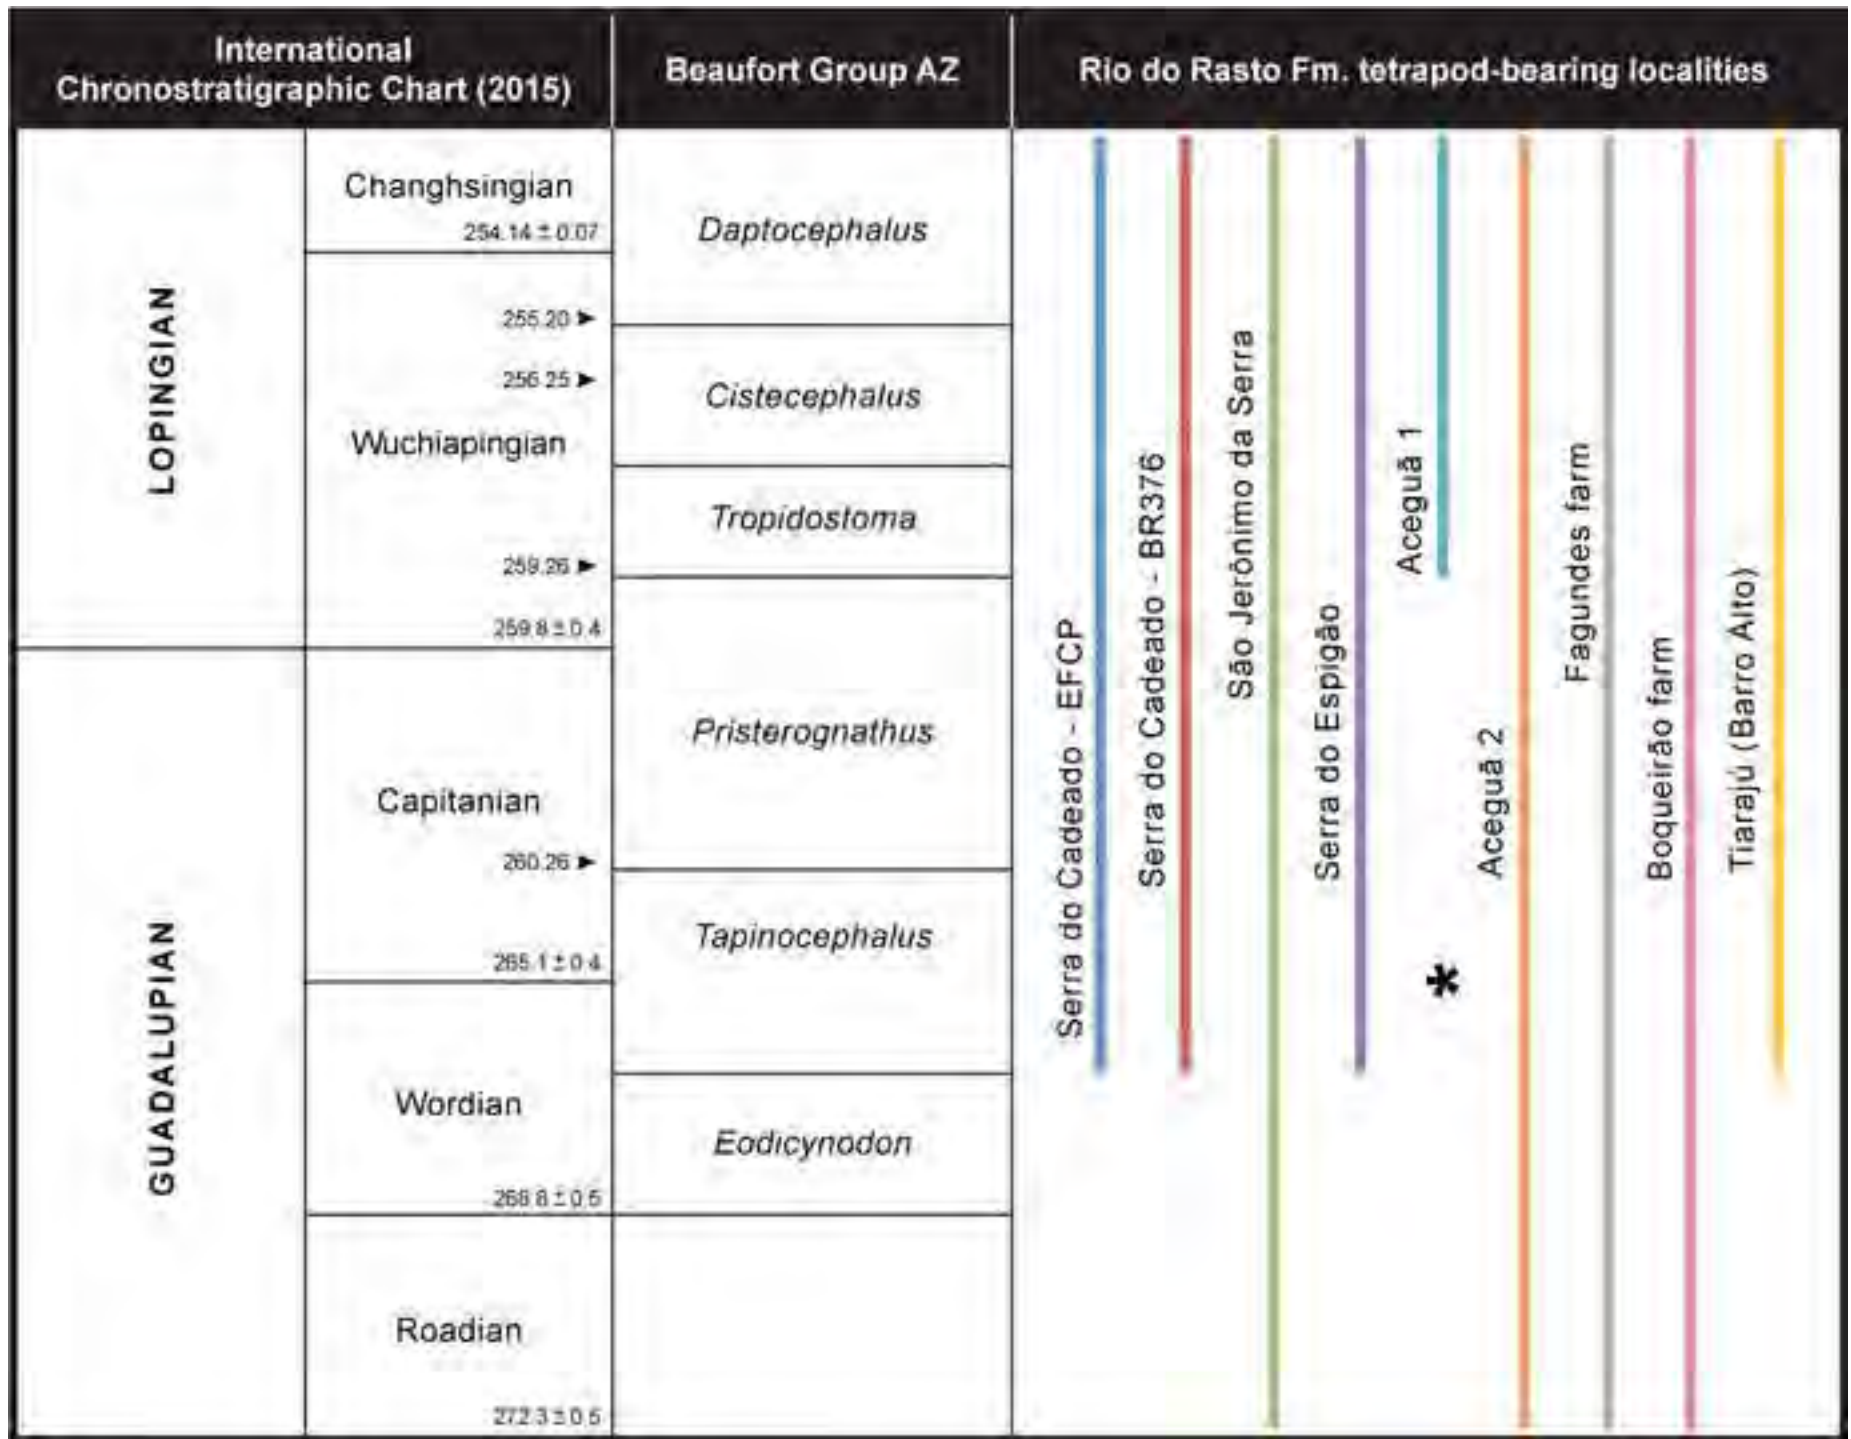 International
Chronostratigraphic Chart (2015)
Beaufort Group AZ
Rio do Rasto Fm. tetrapod-bearing localities
LOPINGIAN
GUADALUPIAN
Changhsingian
254.14 ± 0.07
255.20 ►
256.25 ►
Wuchiapingian
259.26 ►
259.8 ± 0.4
Capitanian
260.26 ►
265.1 ± 0.4
Wordian
268.8 ± 0.5
Roadian
272.3 ± 0.5
Daptocephalus
Cistecephalus
Tropidostoma
Pristerognathus
Tapinocephalus
Eodicynodon
Serra do Cadeado - EFCP
Serra do Cadeado - BR376
São Jerônimo da Serra
Serra do Espigão
Aceguã 1
*
Aceguã 2
Fagundes farm
Boqueirão farm
Tiarajú (Barro Alto)